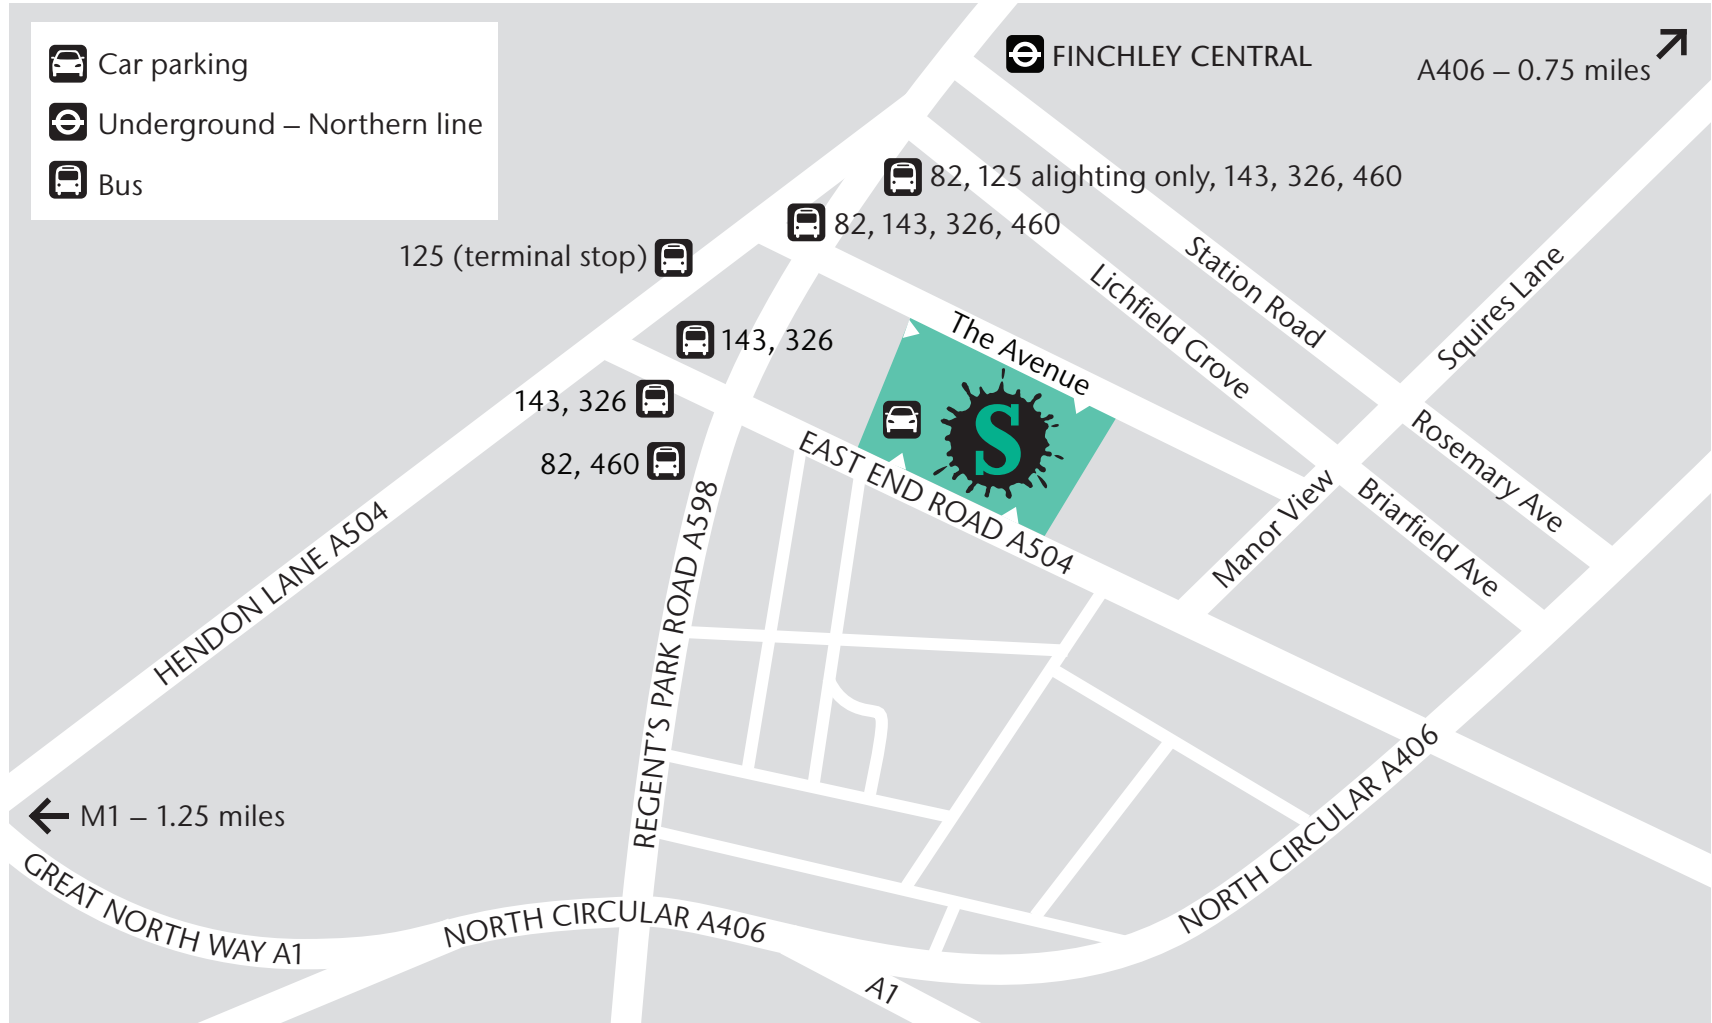 Car parking
Underground – Northern line
Bus
FINCHLEY CENTRAL
A406 – 0.75 miles
82, 125 alighting only, 143, 326, 460
82, 143, 326, 460
125 (terminal stop)
143, 326
143, 326
82, 460
Station Road
Squires Lane
Lichfield Grove
The Avenue
S
EAST END ROAD A504
Rosemary Ave
Briarfield Ave
Manor View
HENDON LANE A504
REGENT'S PARK ROAD A598
M1 – 1.25 miles
GREAT NORTH WAY A1
NORTH CIRCULAR A406
NORTH CIRCULAR A406
A1